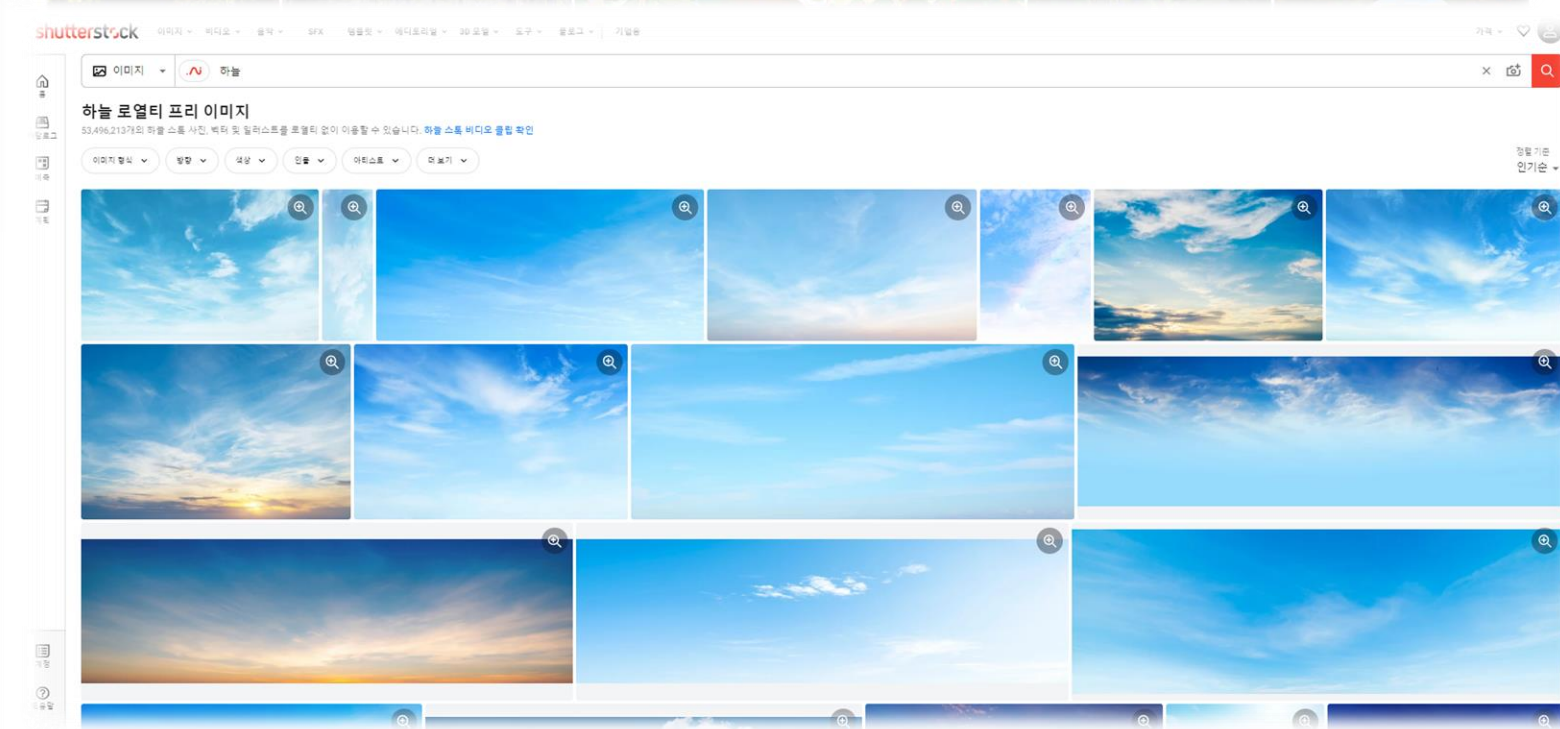 shutterstock 이미지 비디오 음악 SFX 템플릿 에디토리얼 3D 모델 도구 블로그 기업용 가격
이미지 하늘
홈
하늘 로열티 프리 이미지
53,496,213개의 하늘 스톡 사진, 벡터 및 일러스트를 로열티 없이 이용할 수 있습니다. 하늘 스톡 비디오 클립 확인
이미지 형식 방향 색상 인물 아티스트 더 보기
정렬 기준
인기순